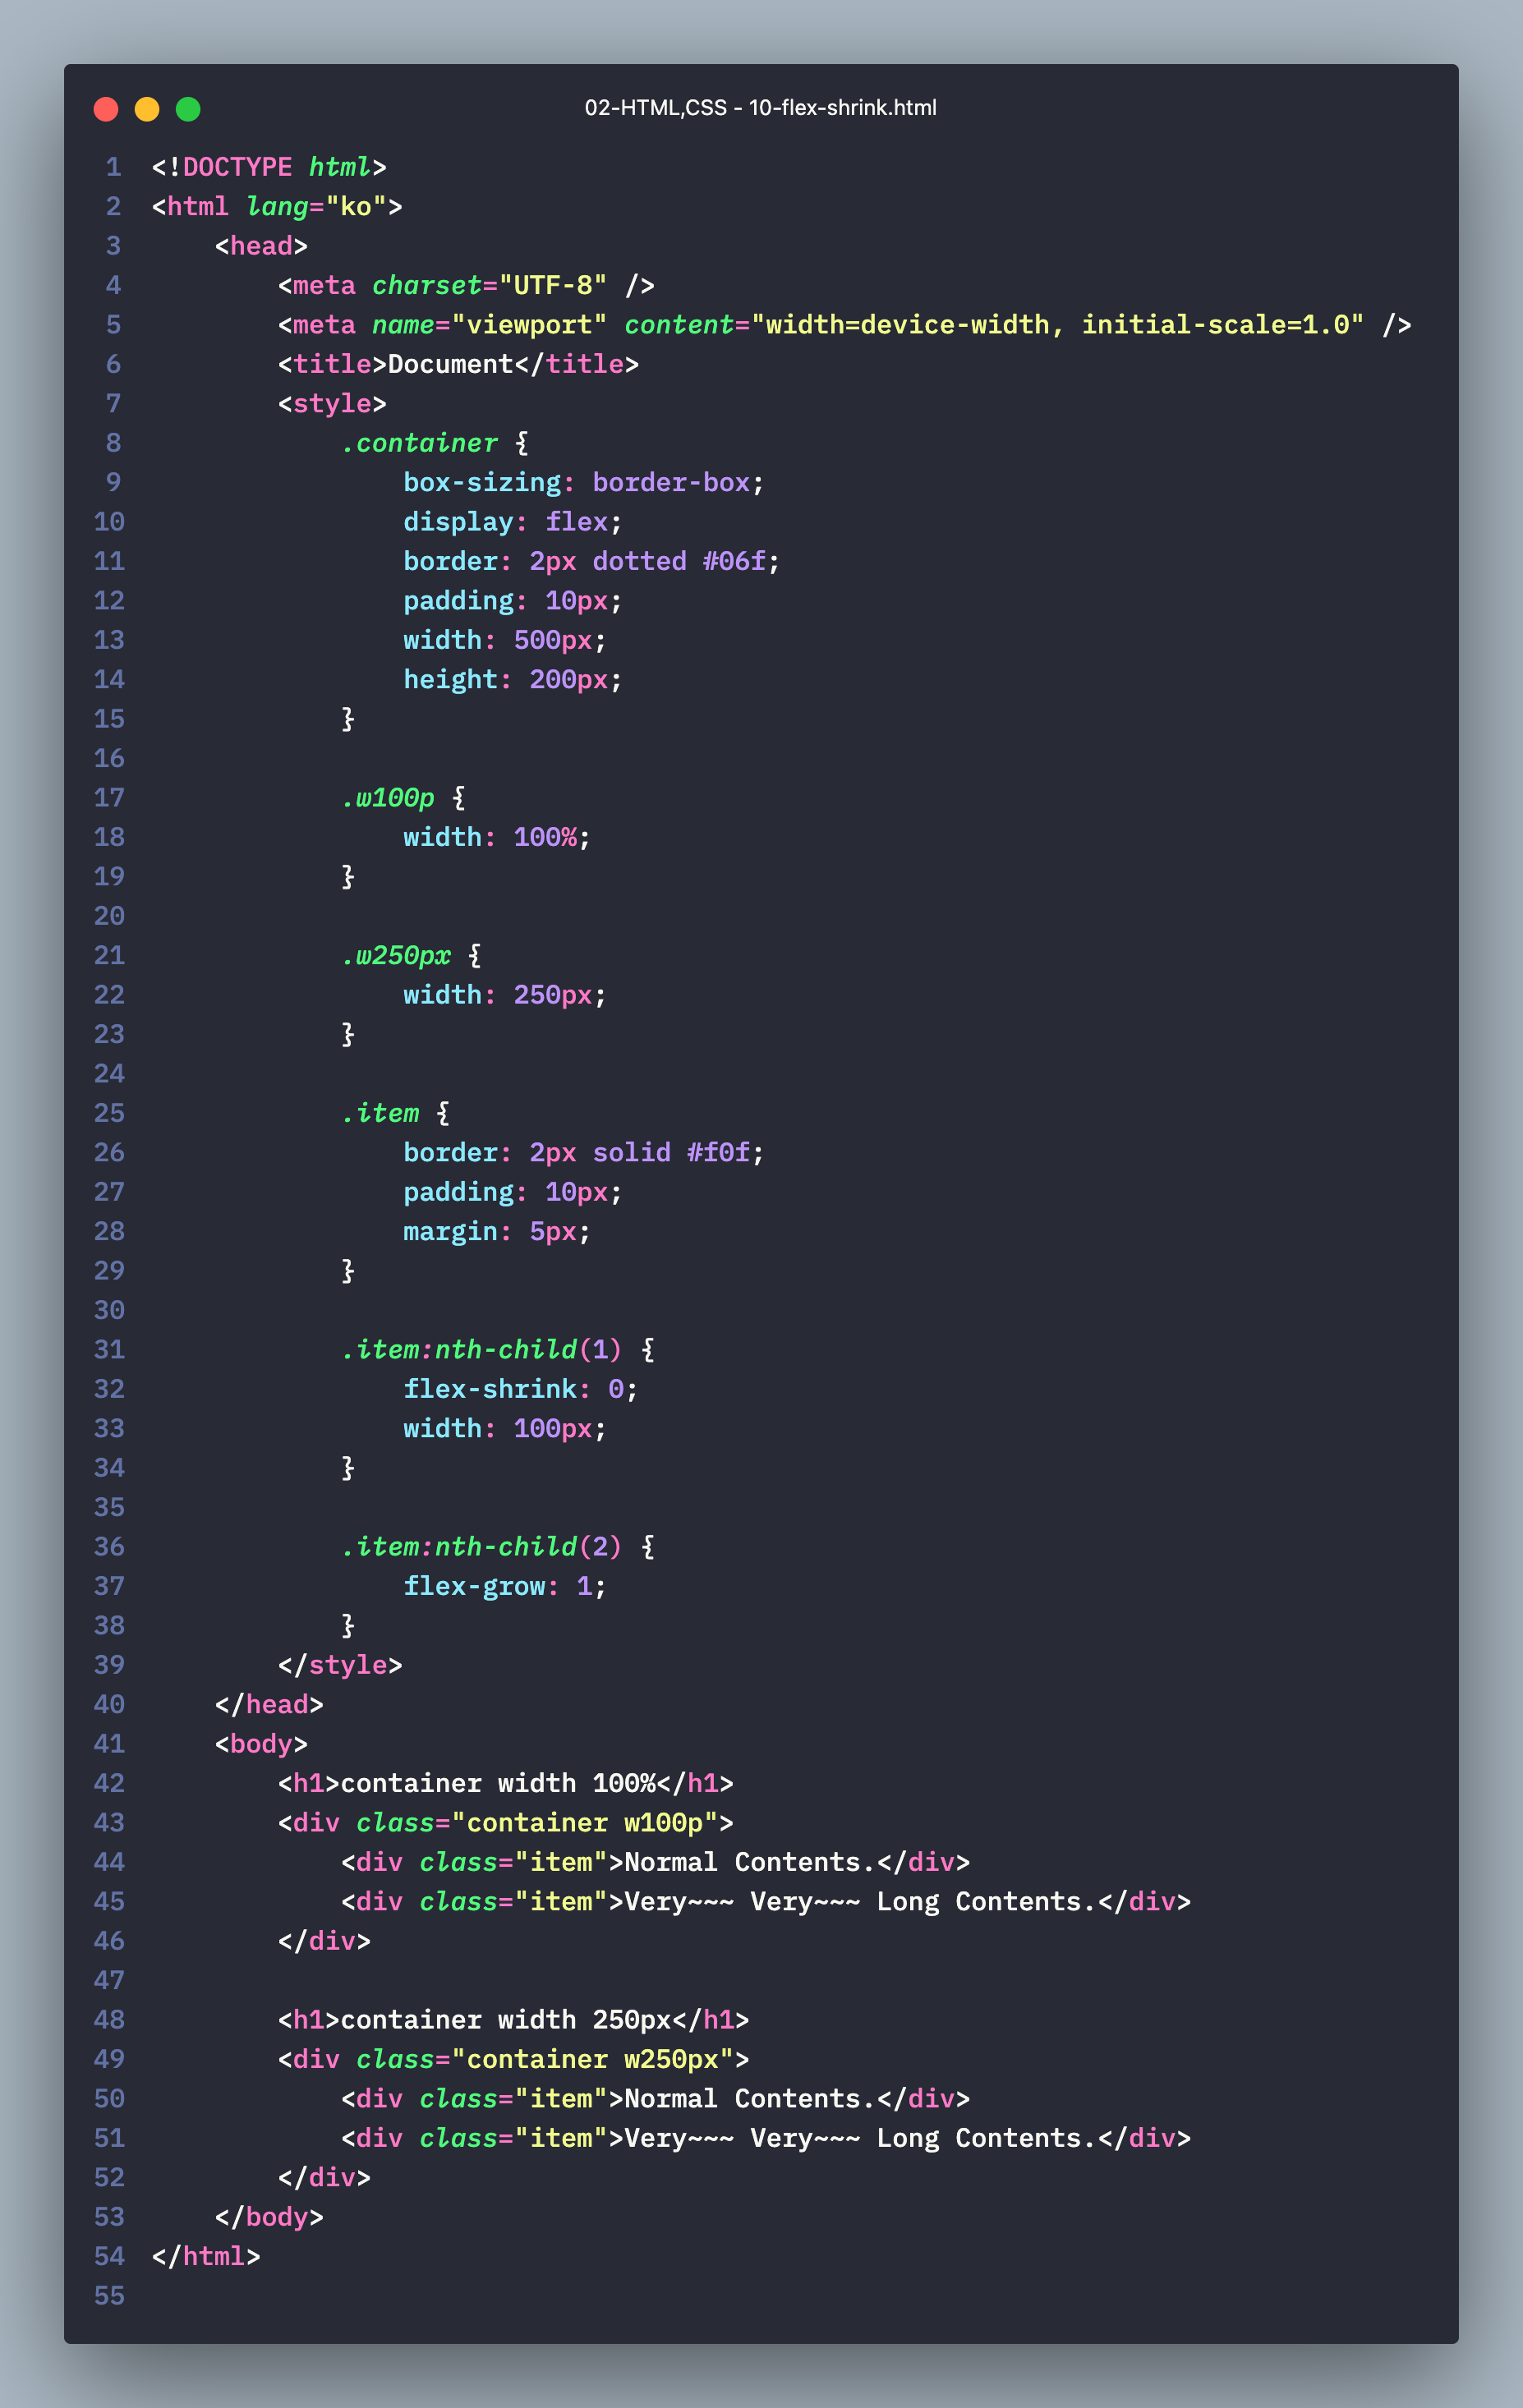 02-HTML,CSS - 10-flex-shrink.html
1 <!DOCTYPE html>
2 <html lang="ko">
3     <head>
4         <meta charset="UTF-8" />
5         <meta name="viewport" content="width=device-width, initial-scale=1.0" />
6         <title>Document</title>
7         <style>
8             .container {
9                 box-sizing: border-box;
10                 display: flex;
11                 border: 2px dotted #06f;
12                 padding: 10px;
13                 width: 500px;
14                 height: 200px;
15             }
16
17             .w100p {
18                 width: 100%;
19             }
20
21             .w250px {
22                 width: 250px;
23             }
24
25             .item {
26                 border: 2px solid #f0f;
27                 padding: 10px;
28                 margin: 5px;
29             }
30
31             .item:nth-child(1) {
32                 flex-shrink: 0;
33                 width: 100px;
34             }
35
36             .item:nth-child(2) {
37                 flex-grow: 1;
38             }
39         </style>
40     </head>
41     <body>
42         <h1>container width 100%</h1>
43         <div class="container w100p">
44             <div class="item">Normal Contents.</div>
45             <div class="item">Very~~~ Very~~~ Long Contents.</div>
46         </div>
47
48         <h1>container width 250px</h1>
49         <div class="container w250px">
50             <div class="item">Normal Contents.</div>
51             <div class="item">Very~~~ Very~~~ Long Contents.</div>
52         </div>
53     </body>
54 </html>
55